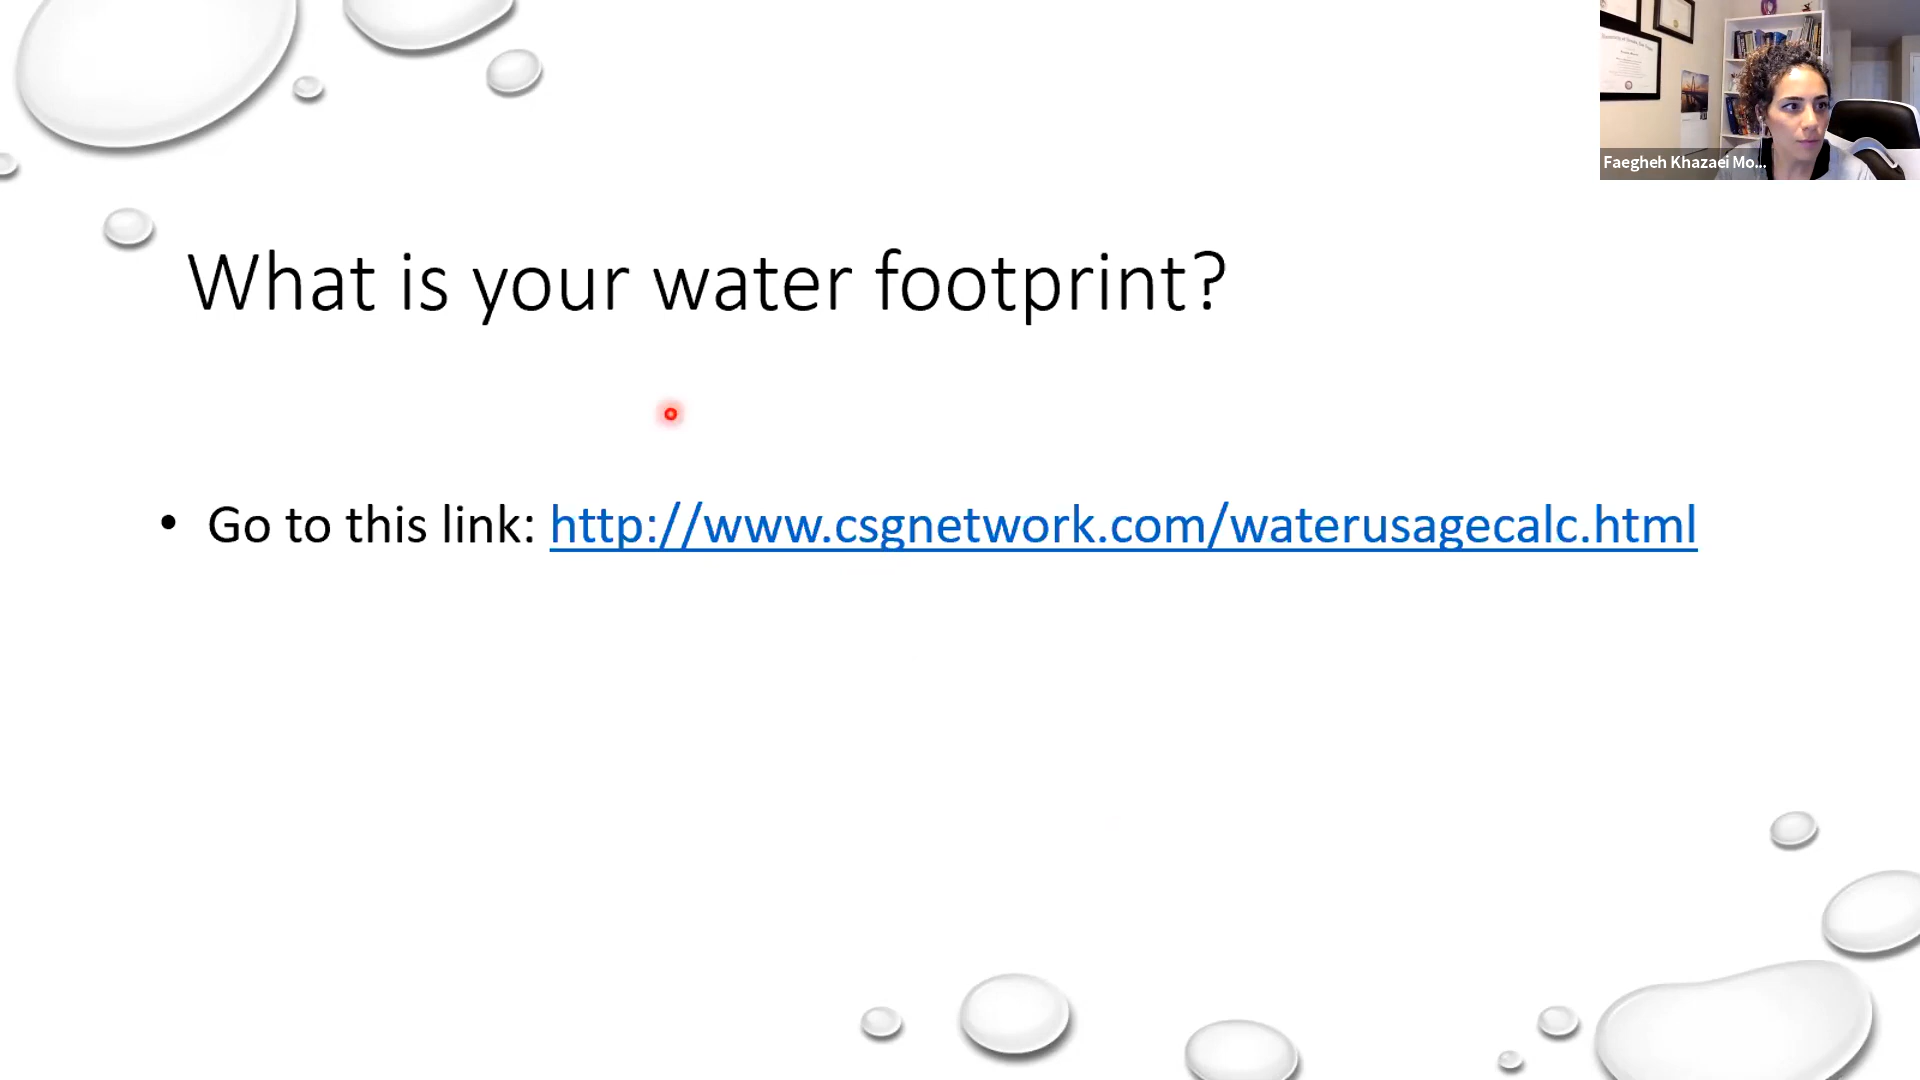 What is your water footprint?
• Go to this link: http://www.csgnetwork.com/waterusagecalc.html
Faegheh Khazaei Mo...